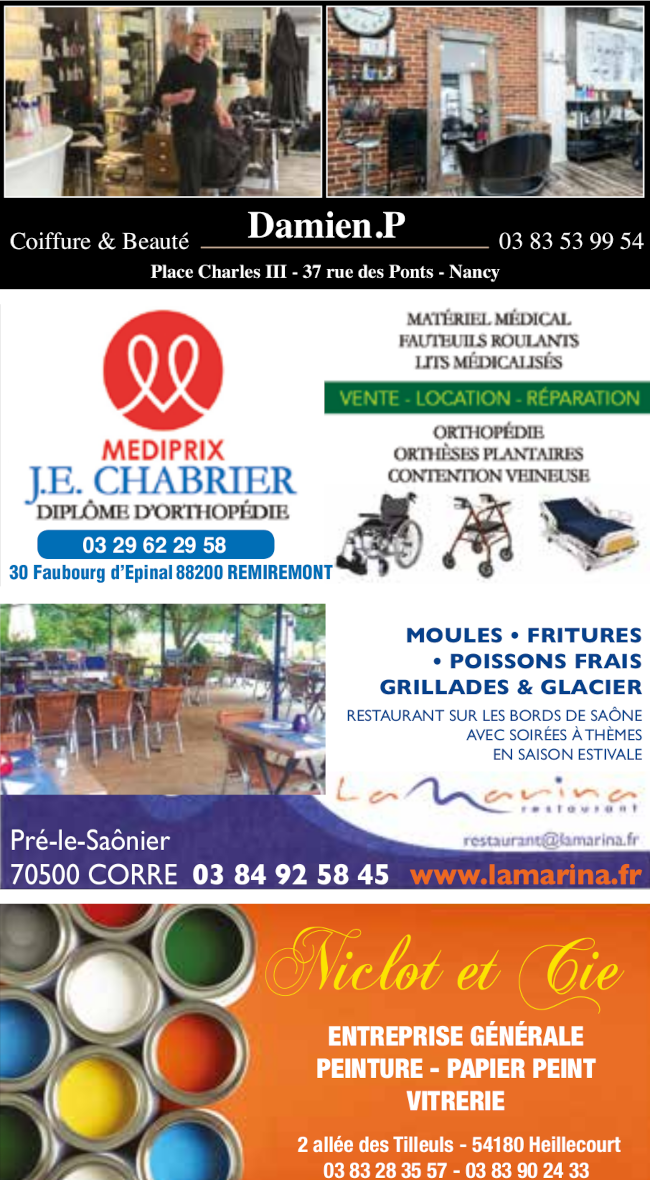 Coiffure & Beauté
Damien.P
03 83 53 99 54
Place Charles III - 37 rue des Ponts - Nancy
MEDIPRIX
J.E. CHABRIER
DIPLÔME D'ORTHOPÉDIE
03 29 62 29 58
30 Faubourg d'Epinal 88200 REMIREMONT
MATÉRIEL MÉDICAL
FAUTEUILS ROULANTS
LITS MÉDICALISÉS
VENTE - LOCATION - RÉPARATION
ORTHOPÉDIE
ORTHÈSES PLANTAIRES
CONTENTION VEINEUSE
MOULES • FRITURES
• POISSONS FRAIS
GRILLADES & GLACIER
RESTAURANT SUR LES BORDS DE SAÔNE
AVEC SOIRÉES À THÈMES
EN SAISON ESTIVALE
LaMarina
restaurant
restaurant@lamarina.fr
Pré-le-Saônier
70500 CORRE 03 84 92 58 45 www.lamarina.fr
Niclot et Cie
ENTREPRISE GÉNÉRALE
PEINTURE - PAPIER PEINT
VITRERIE
2 allée des Tilleuls - 54180 Heillecourt
03 83 28 35 57 - 03 83 90 24 33